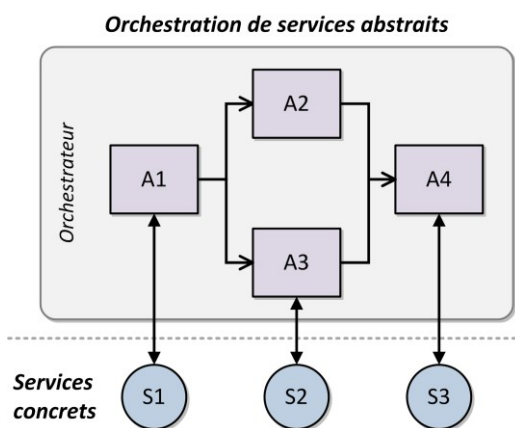 Orchestration de services abstraits
Orchestrateur
A1
A2
A3
A4
Services
concrets
S1
S2
S3